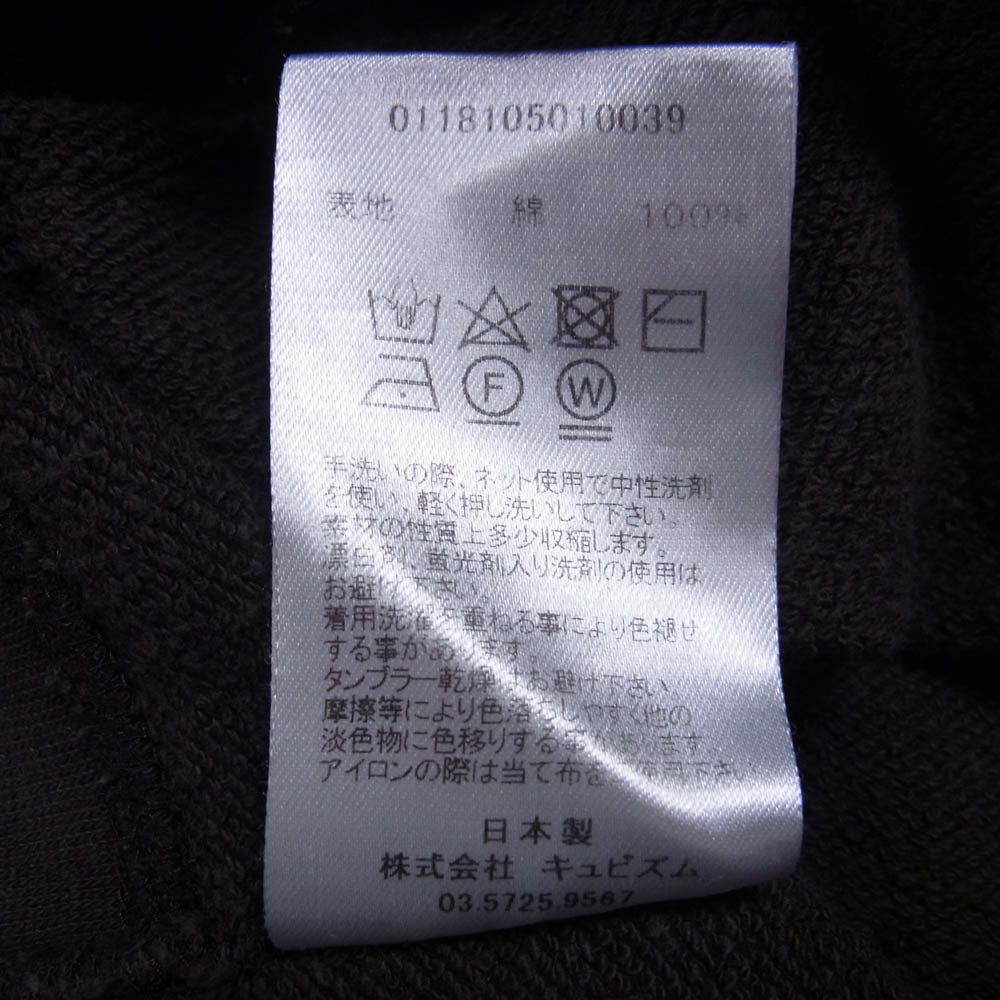 0118105010039
表地 綿 100%
F W
手洗いの際、ネット使用で中性洗剤
を使い、軽く押し洗いして下さい。
素材の性質上多少収縮します。
漂白剤、蛍光剤入り洗剤の使用は
お避け下さい。
着用洗濯を重ねる事により色褪せ
する事があります。
タンブラー乾燥はお避け下さい
摩擦等により色落ちしやすく他の
淡色物に色移りする事があります。
アイロンの際は当て布をご使用下さい
日本製
株式会社 キュビズム
03.5725.9567